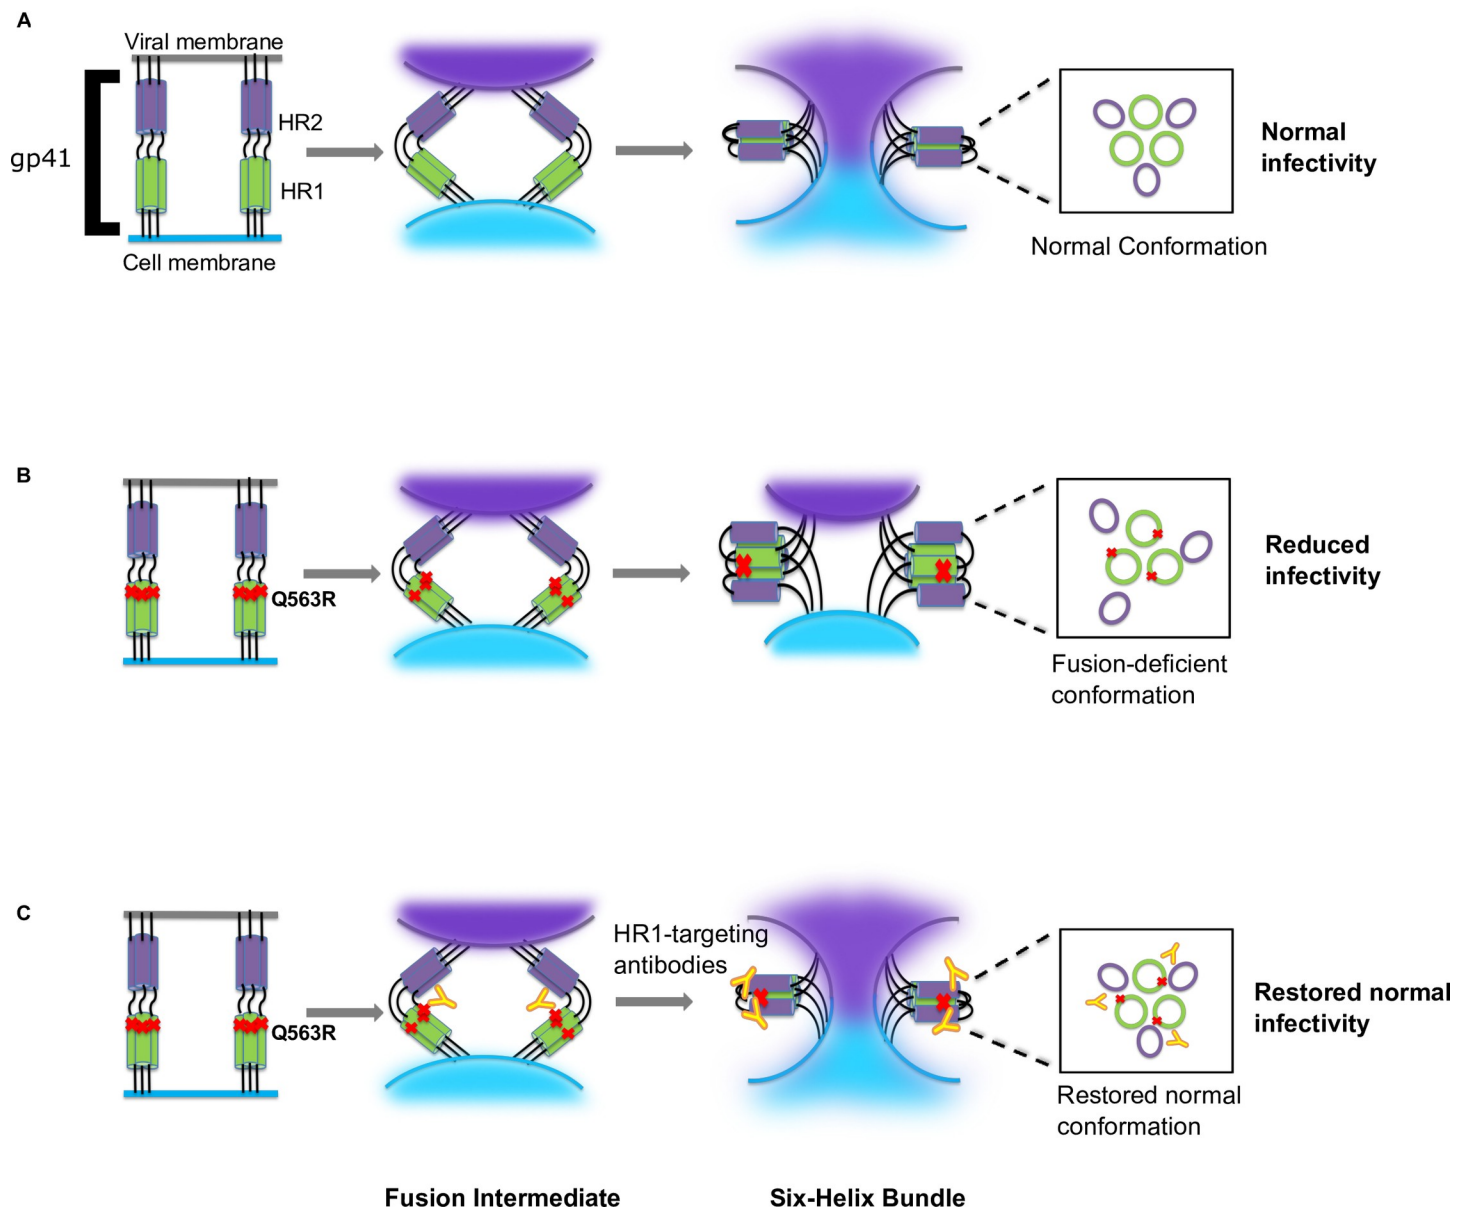 A
Viral membrane
HR2
gp41
HR1
Cell membrane
Normal
infectivity
Normal Conformation
B
Q563R
Reduced
infectivity
Fusion-deficient
conformation
C
HR1-targeting
antibodies
Q563R
Restored normal
infectivity
Restored normal
conformation
Fusion Intermediate
Six-Helix Bundle